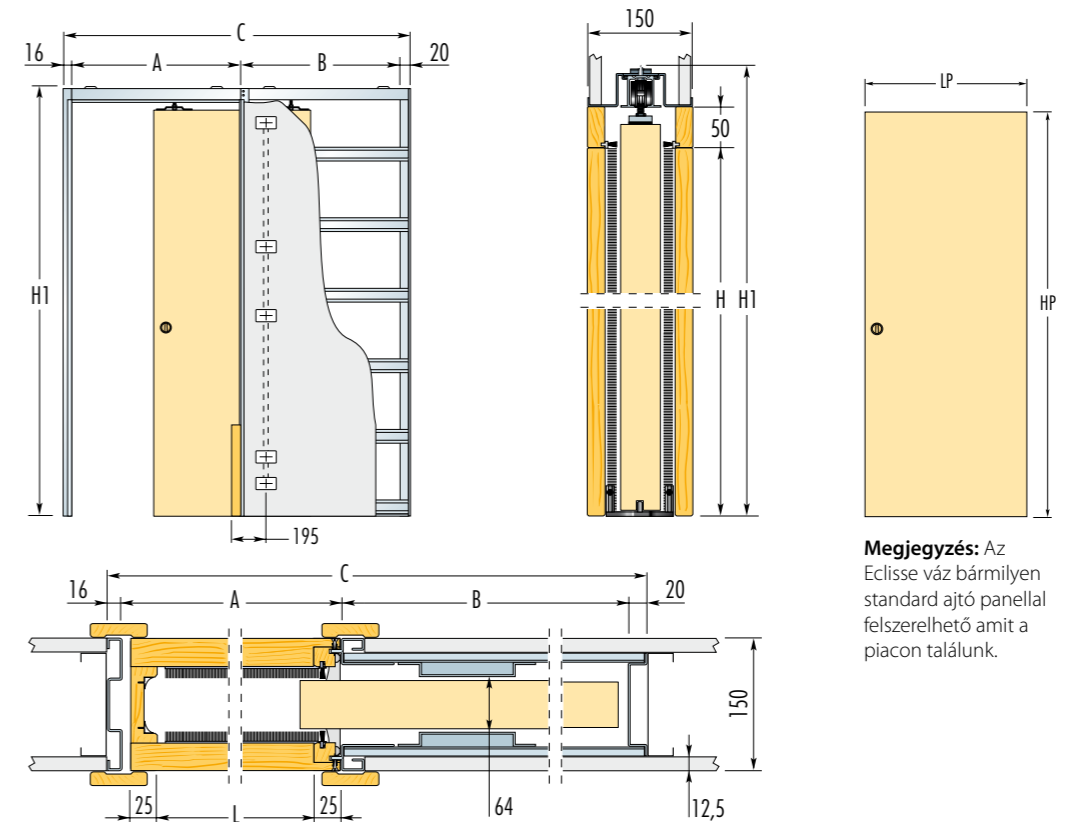 C
16
A
B
20
H1
195
150
50
H
H1
LP
HP
Megjegyzés: Az
Eclisse váz bármilyen
standard ajtó panellal
felszerelhető amit a
piacon találunk.
C
16
A
B
20
150
25
L
25
64
12,5